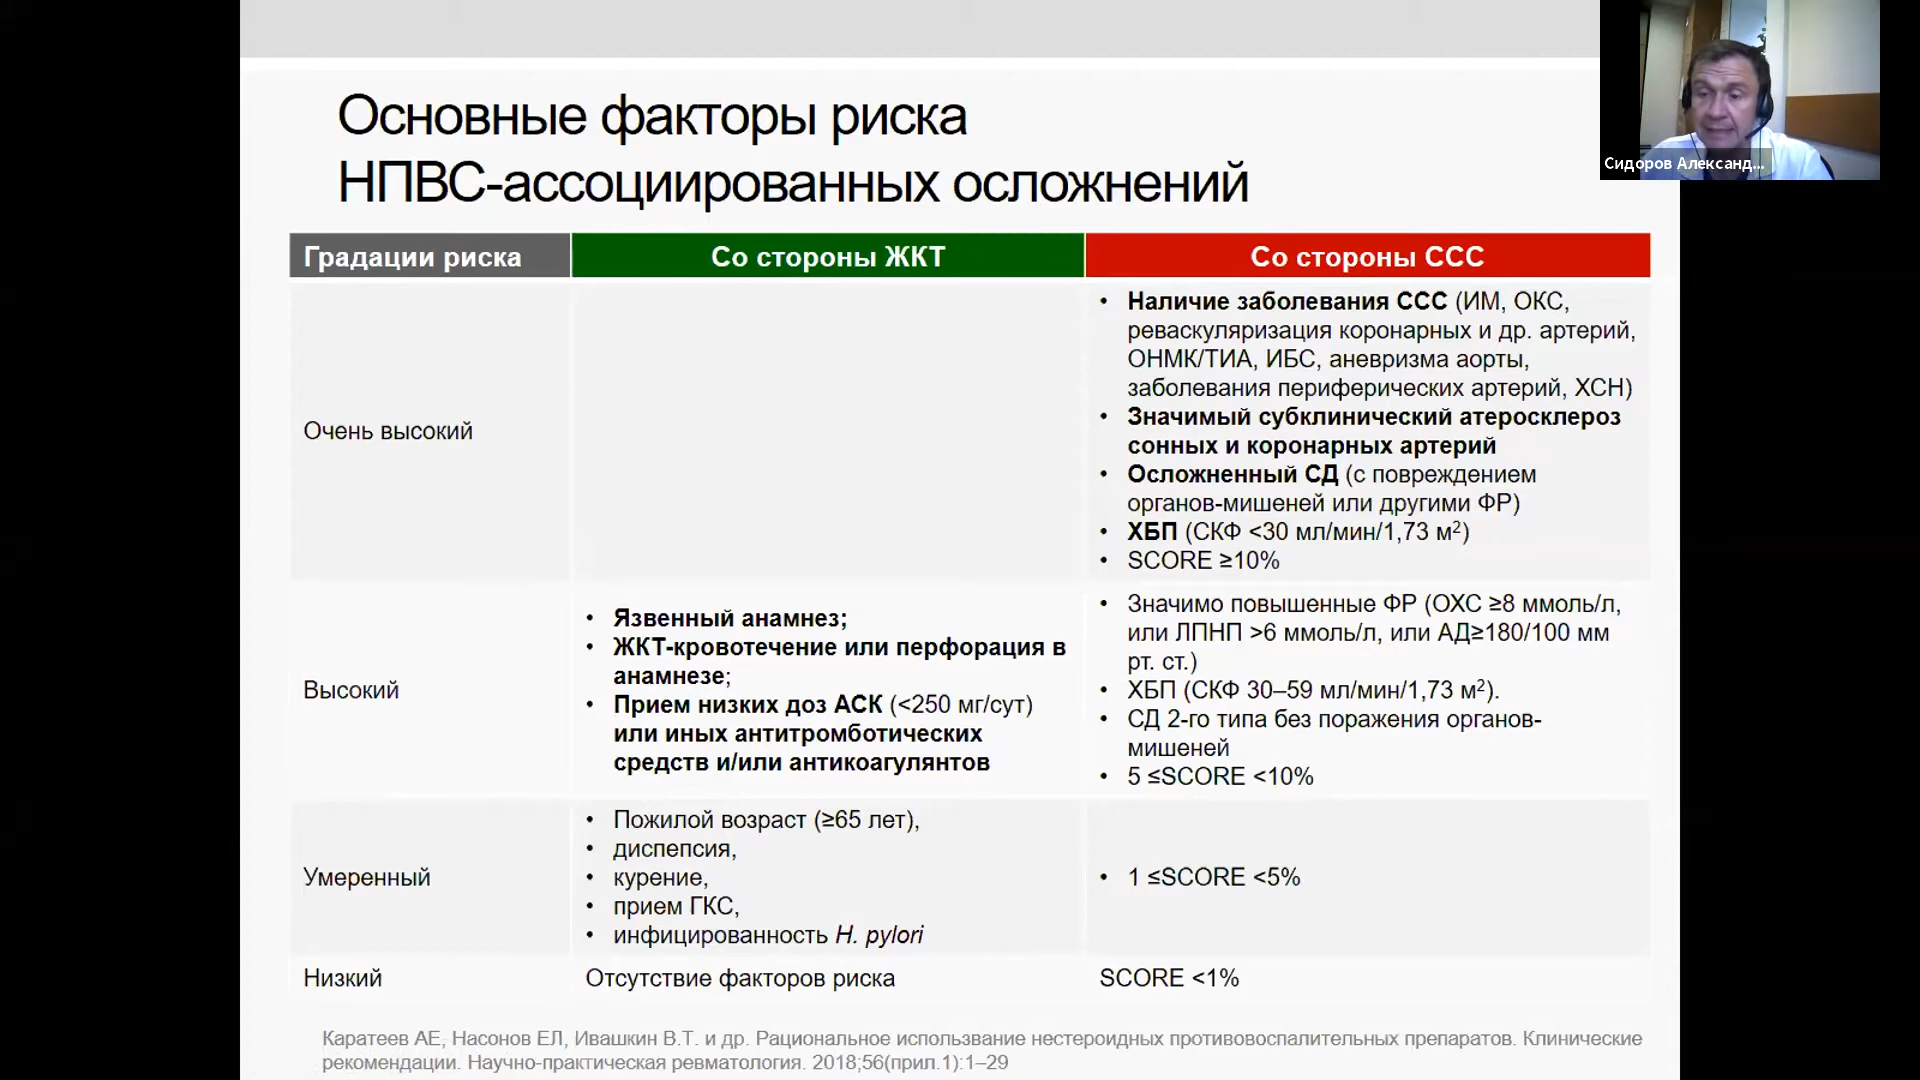 Основные факторы риска
НПВС-ассоциированных осложнений
Сидоров Александ...
Градации риска
Со стороны ЖКТ
Со стороны ССС
Очень высокий
• Наличие заболевания ССС (ИМ, ОКС,
реваскуляризация коронарных и др. артерий,
ОНМК/ТИА, ИБС, аневризма аорты,
заболевания периферических артерий, ХСН)
• Значимый субклинический атеросклероз
сонных и коронарных артерий
• Осложненный СД (с повреждением
органов-мишеней или другими ФР)
• ХБП (СКФ <30 мл/мин/1,73 м²)
• SCORE ≥10%
Высокий
• Язвенный анамнез;
• ЖКТ-кровотечение или перфорация в
анамнезе;
• Прием низких доз АСК (<250 мг/сут)
или иных антитромботических
средств и/или антикоагулянтов
• Значимо повышенные ФР (ОХС ≥8 ммоль/л,
или ЛПНП >6 ммоль/л, или АД≥180/100 мм
рт. ст.)
• ХБП (СКФ 30–59 мл/мин/1,73 м²).
• СД 2-го типа без поражения органов-
мишеней
• 5 ≤SCORE <10%
Умеренный
• Пожилой возраст (≥65 лет),
• диспепсия,
• курение,
• прием ГКС,
• инфицированность H. pylori
• 1 ≤SCORE <5%
Низкий
Отсутствие факторов риска
SCORE <1%
Каратеев АЕ, Насонов ЕЛ, Ивашкин В.Т. и др. Рациональное использвание нестероидных противовоспалительных препаратов. Клинические
рекомендации. Научно-практическая ревматология. 2018;56(прил.1):1–29